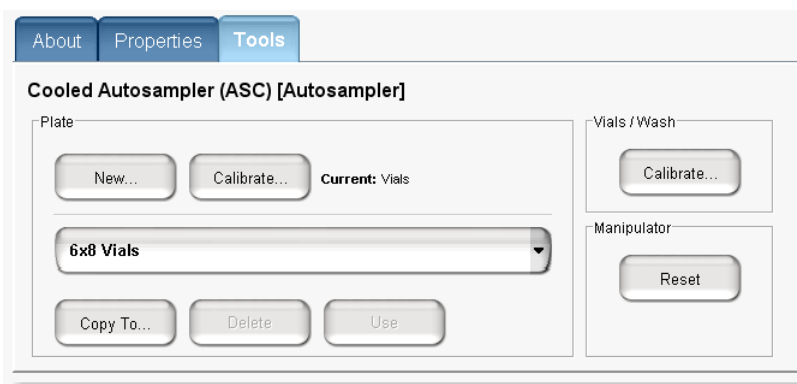 About Properties Tools
Cooled Autosampler (ASC) [Autosampler]
Plate
New... Calibrate... Current: Vials
6x8 Vials
Copy To... Delete Use
Vials / Wash
Calibrate...
Manipulator
Reset